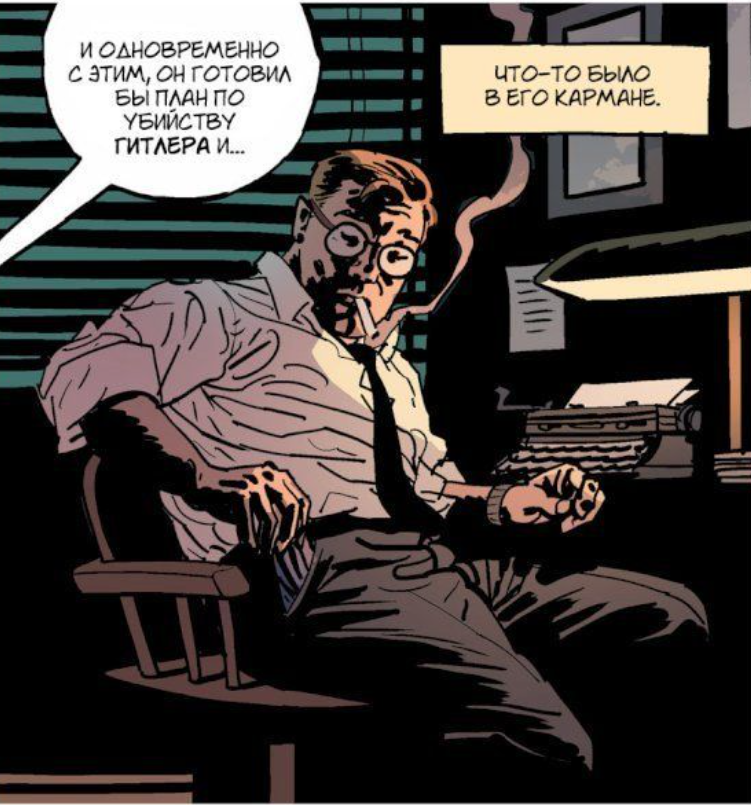 И ОДНОВРЕМЕННО
С ЭТИМ, ОН ГОТОВИЛ
БЫ ПЛАН ПО
УБИЙСТВУ
ГИТЛЕРА И...
ЧТО-ТО БЫЛО
В ЕГО КАРМАНЕ.